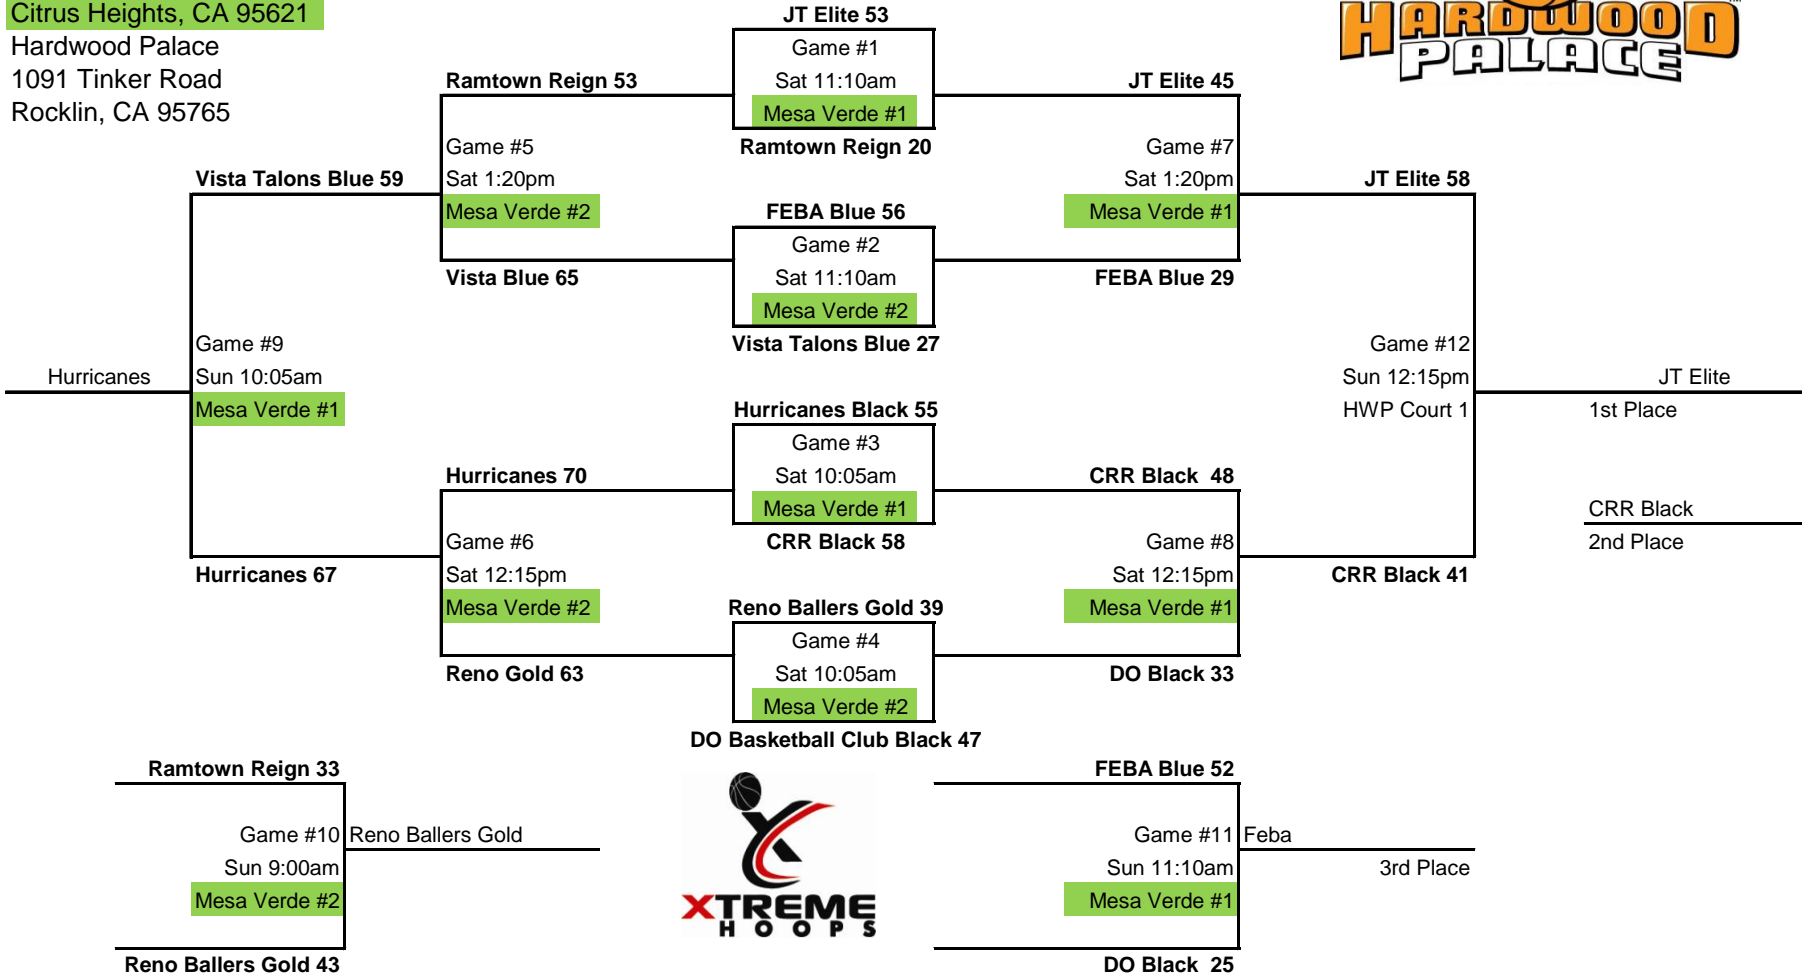 Citrus Heights, CA 95621
Hardwood Palace
1091 Tinker Road
Rocklin, CA 95765
HARDWOOD
PALACE
TM
JT Elite 53
Game #1
Sat 11:10am
Mesa Verde #1
Ramtown Reign 20
Ramtown Reign 53
Game #5
Sat 1:20pm
Mesa Verde #2
Vista Blue 65
JT Elite 45
Game #7
Sat 1:20pm
Mesa Verde #1
FEBA Blue 29
Vista Talons Blue 59
JT Elite 58
FEBA Blue 56
Game #2
Sat 11:10am
Mesa Verde #2
Vista Talons Blue 27
Game #9
Sun 10:05am
Mesa Verde #1
Hurricanes
Game #12
Sun 12:15pm
HWP Court 1
JT Elite
1st Place
Hurricanes Black 55
Game #3
Sat 10:05am
Mesa Verde #1
CRR Black 58
Hurricanes 70
Game #6
Sat 12:15pm
Mesa Verde #2
Reno Gold 63
CRR Black  48
Game #8
Sat 12:15pm
Mesa Verde #1
DO Black 33
CRR Black
2nd Place
Hurricanes 67
CRR Black 41
Reno Ballers Gold 39
Game #4
Sat 10:05am
Mesa Verde #2
DO Basketball Club Black 47
Ramtown Reign 33
Game #10
Sun 9:00am
Mesa Verde #2
Reno Ballers Gold 43
Reno Ballers Gold
XTREME
HOOPS
FEBA Blue 52
Game #11
Sun 11:10am
Mesa Verde #1
DO Black  25
Feba
3rd Place